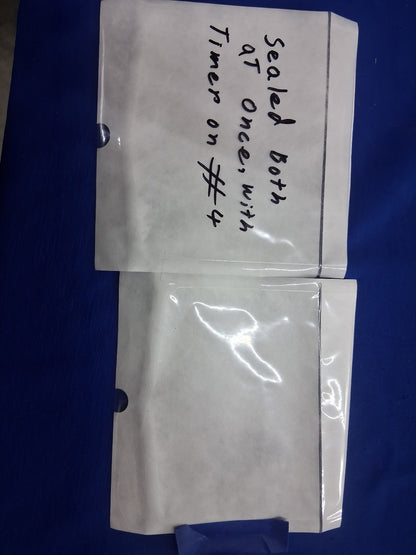 Sealed Both
AT Once, with
Timer on #4